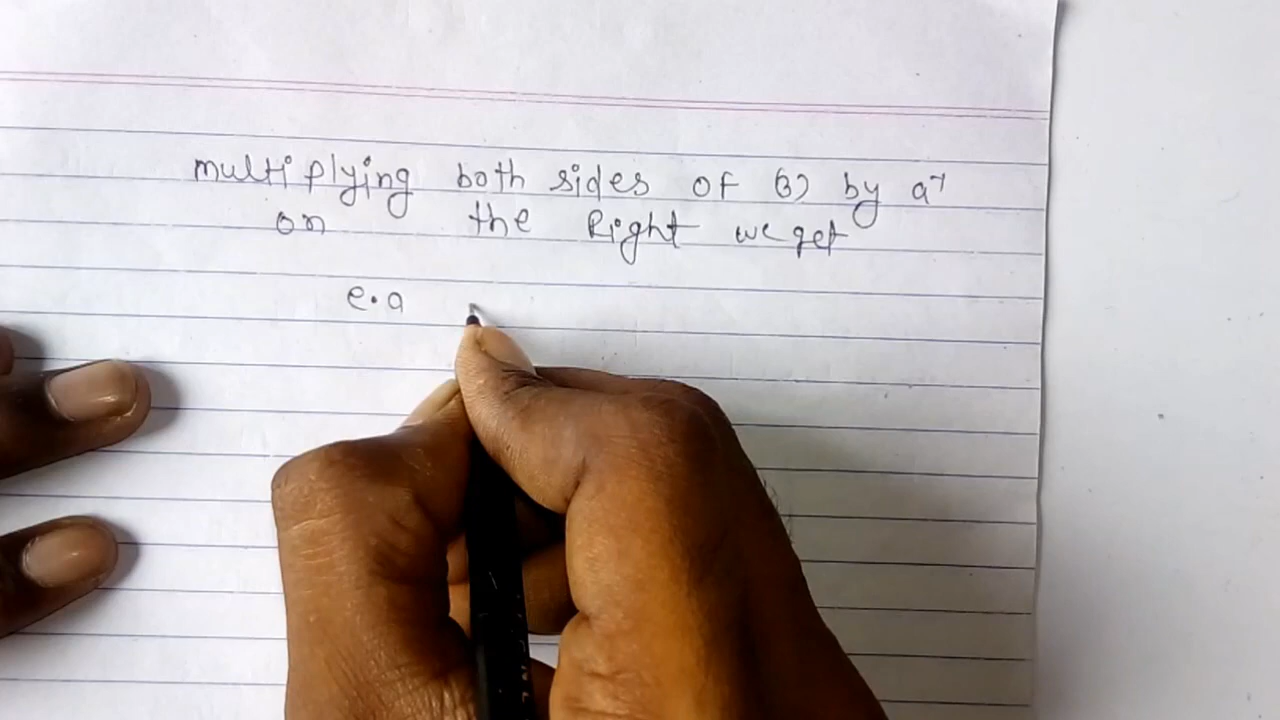 multiplying both sides of (3) by a⁻¹
on the Right we get
e.a